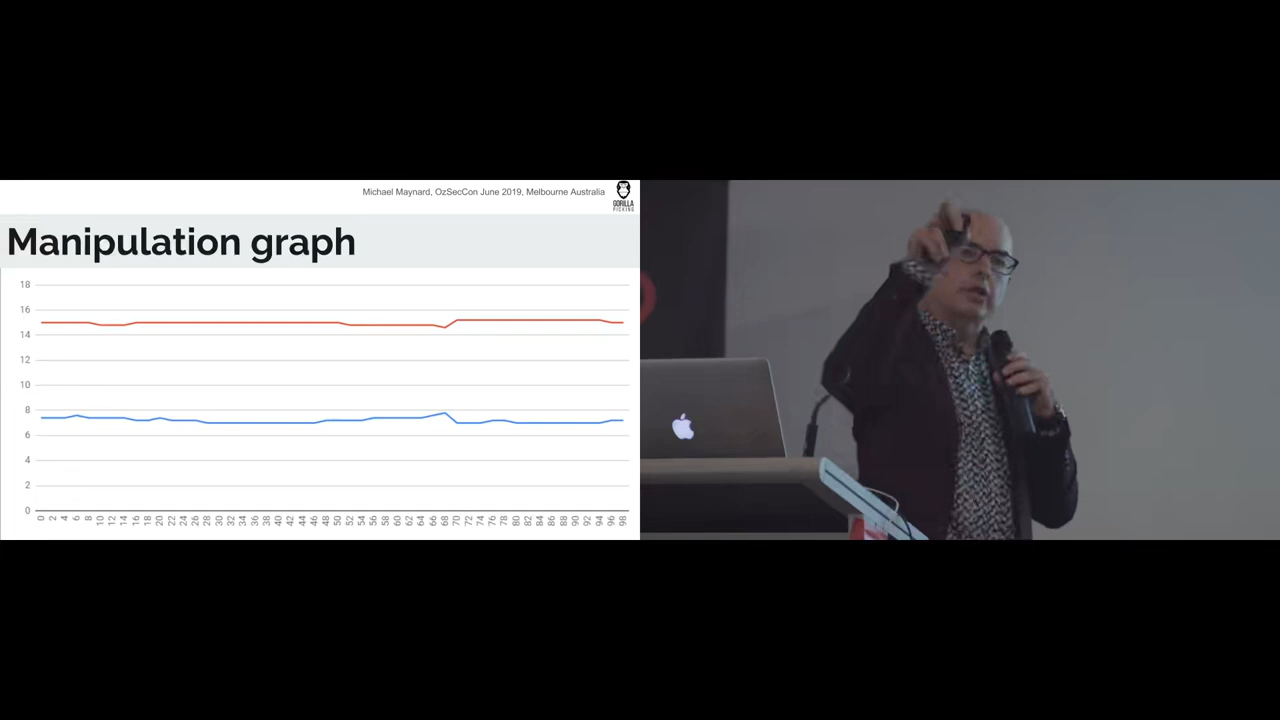 Michael Maynard, OzSecCon June 2019, Melbourne Australia
GORILLA
PICKING
Manipulation graph
18
16
14
12
10
8
6
4
2
0
0 2 4 6 8 10 12 14 16 18 20 22 24 26 28 30 32 34 36 38 40 42 44 46 48 50 52 54 56 58 60 62 64 66 68 70 72 74 76 78 80 82 84 86 88 90 92 94 96 98